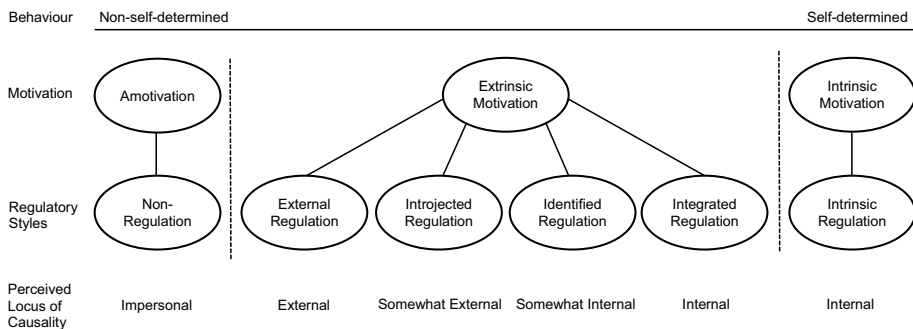 Behaviour Non-self-determined Self-determined
Motivation
Amotivation
Extrinsic
Motivation
Intrinsic
Motivation
Regulatory
Styles
Non-
Regulation
External
Regulation
Introjected
Regulation
Identified
Regulation
Integrated
Regulation
Intrinsic Regulation
Perceived
Locus of
Causality
Impersonal
External
Somewhat External
Somewhat Internal
Internal
Internal